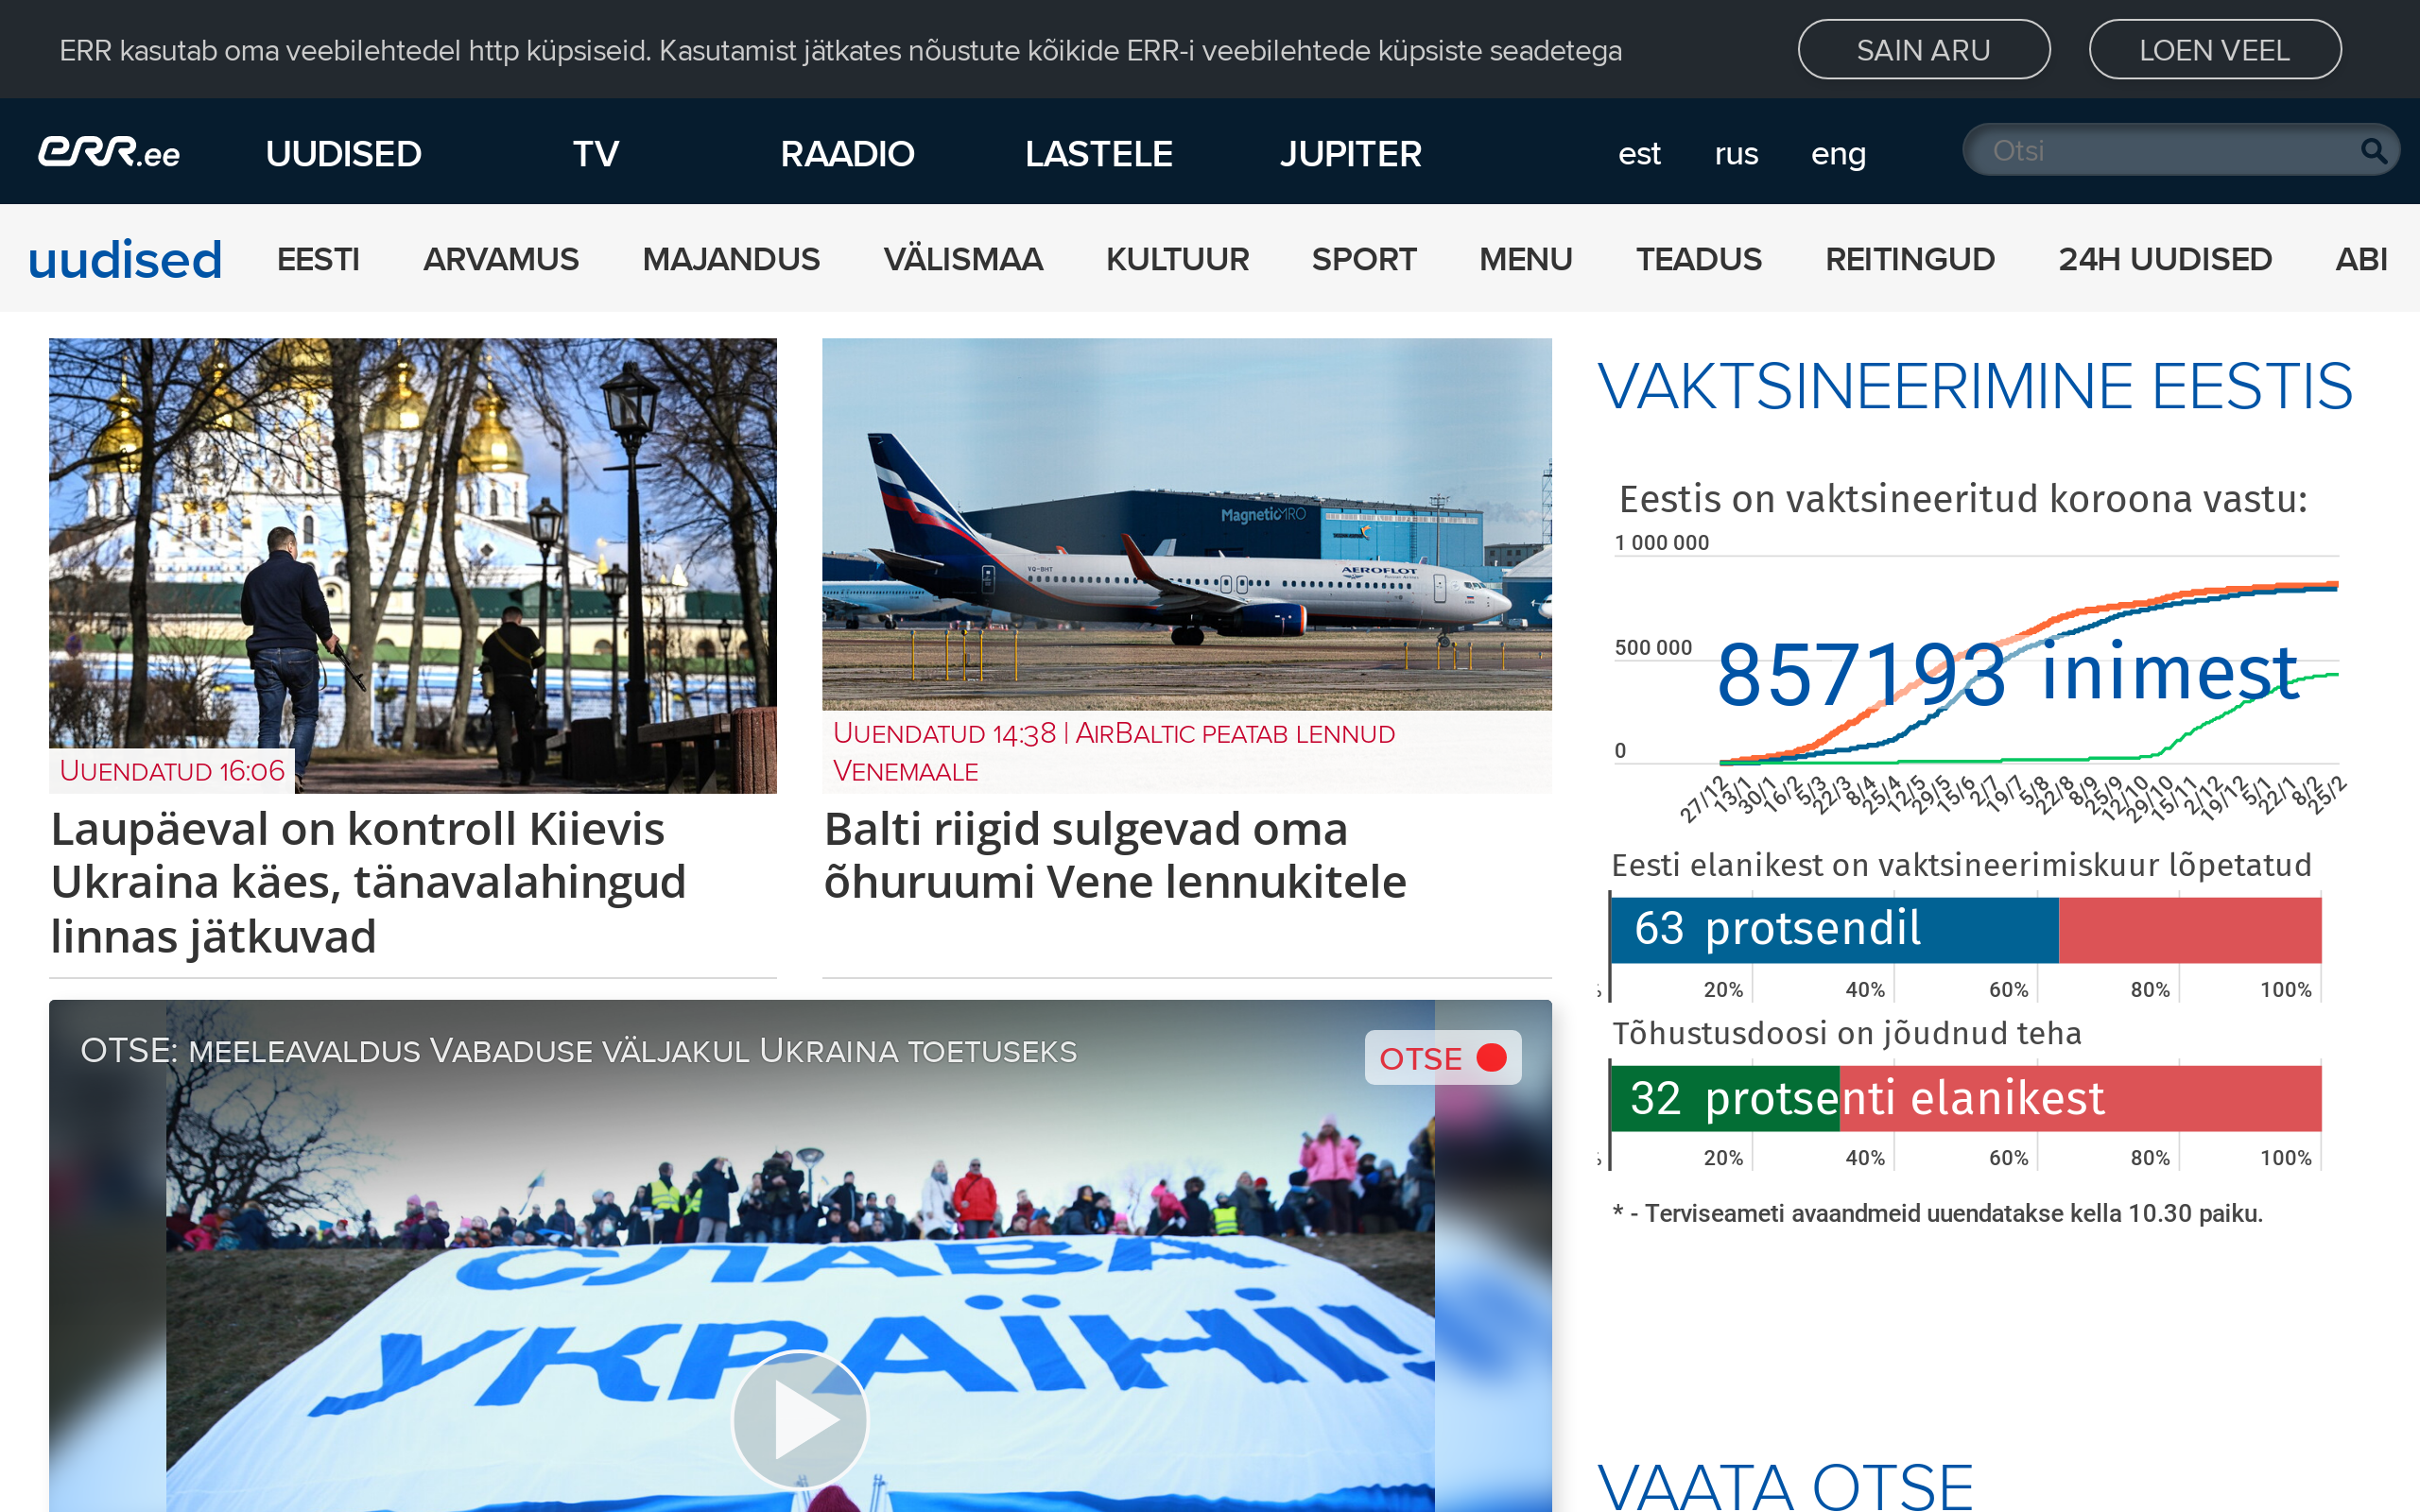 ERR kasutab oma veebilehtedel http küpsiseid. Kasutamist jätkates nõustute kõikide ERR-i veebilehtede küpsiste seadetega
SAIN ARU
LOEN VEEL
err.ee
UUDISED
TV
RAADIO
LASTELE
JUPITER
est
rus
eng
Otsi
uudised
EESTI
ARVAMUS
MAJANDUS
VÄLISMAA
KULTUUR
SPORT
MENU
TEADUS
REITINGUD
24H UUDISED
ABI
Uuendatud 16:06
Laupäeval on kontroll Kiievis
Ukraina käes, tänavalahingud
linnas jätkuvad
MagneticMRO
VQ-BHT
AEROFLOT
Uuendatud 14:38 | AirBaltic peatab lennud
Venemaale
Balti riigid sulgevad oma
õhuruumi Vene lennukitele
OTSE: meeleavaldus Vabaduse väljakul Ukraina toetuseks
OTSE
СЛАВА
УКРАЇНІ!
VAKTSINEERIMINE EESTIS
Eestis on vaktsineeritud koroona vastu:
1 000 000
500 000
857193 inimest
0
27/12 13/1 30/1 16/2 5/3 22/3 8/4 25/4 12/5 29/5 15/6 2/7 19/7 5/8 22/8 8/9 25/9 12/10 29/10 15/11 2/12 19/12 5/1 22/1 8/2 25/2
Eesti elanikest on vaktsineerimiskuur lõpetatud
63 protsendil
20% 40% 60% 80% 100%
Tõhustusdoosi on jõudnud teha
32 protsenti elanikest
20% 40% 60% 80% 100%
* - Terviseameti avaandmeid uuendatakse kella 10.30 paiku.
VAATA OTSE